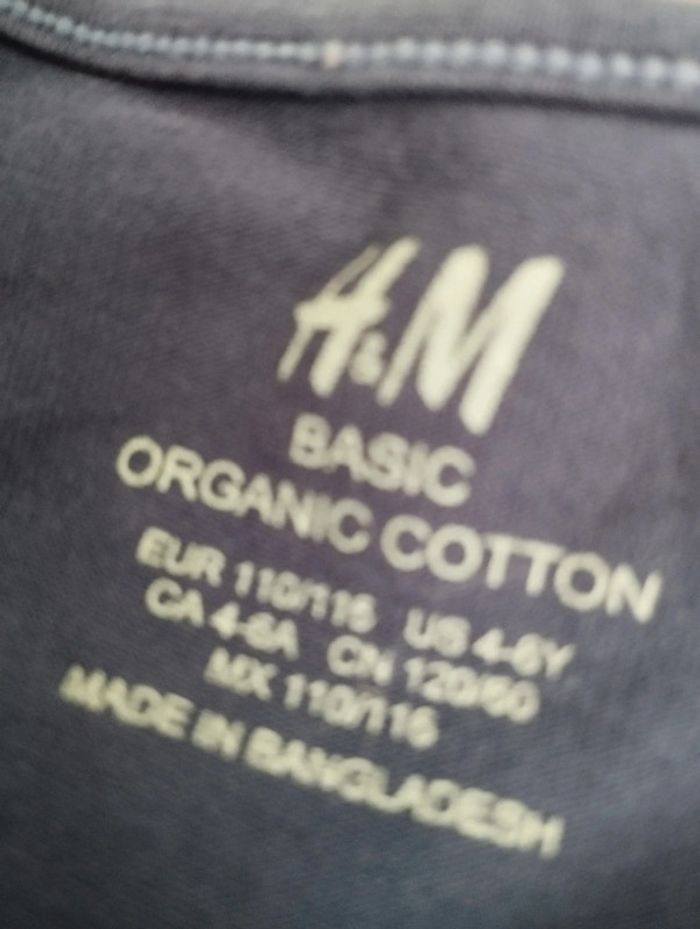 H&M
BASIC
ORGANIC COTTON
EUR 110/116 US 4-6Y
CA 4-6A CN 120/60
MX 110/116
MADE IN BANGLADESH